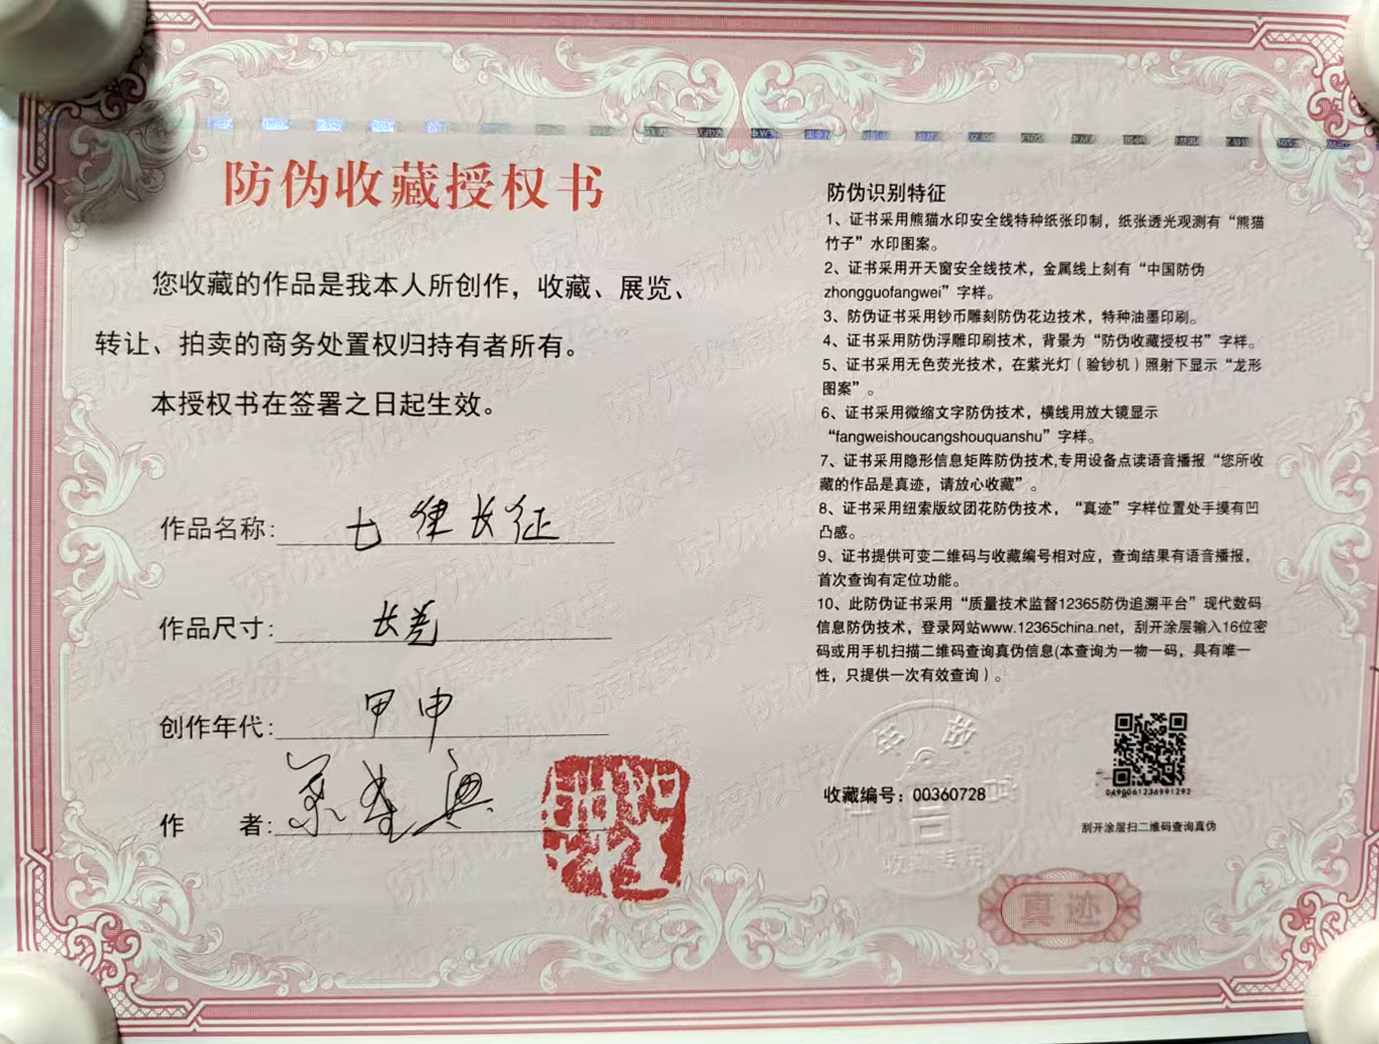 防伪收藏授权书
您收藏的作品是我本人所创作，收藏、展览、
转让、拍卖的商务处置权归持有者所有。
本授权书在签署之日起生效。
作品名称：七律长征
作品尺寸：长卷
创作年代：甲申
作　者：
防伪识别特征
1、证书采用熊猫水印安全线特种纸张印制，纸张透光观测有“熊猫
竹子”水印图案。
2、证书采用开天窗安全线技术，金属线上刻有“中国防伪
zhongguofangwei”字样。
3、防伪证书采用钞币雕刻防伪花边技术，特种油墨印刷。
4、证书采用防伪浮雕印刷技术，背景为“防伪收藏授权书”字样。
5、证书采用无色荧光技术，在紫光灯（验钞机）照射下显示“龙形
图案”。
6、证书采用微缩文字防伪技术，横线用放大镜显示
“fangweishoucangshouquanshu”字样。
7、证书采用隐形信息矩阵防伪技术,专用设备点读语音播报“您所收
藏的作品是真迹，请放心收藏”。
8、证书采用纽索版纹团花防伪技术，“真迹”字样位置处手摸有凹
凸感。
9、证书提供可变二维码与收藏编号相对应，查询结果有语音播报，
首次查询有定位功能。
10、此防伪证书采用“质量技术监督12365防伪追溯平台”现代数码
信息防伪技术，登录网站www.12365china.net，刮开涂层输入16位密
码或用手机扫描二维码查询真伪信息(本查询为一物一码，具有唯一
性，只提供一次有效查询）。
收藏编号：00360728
刮开涂层扫二维码查询真伪
收藏专用
真迹